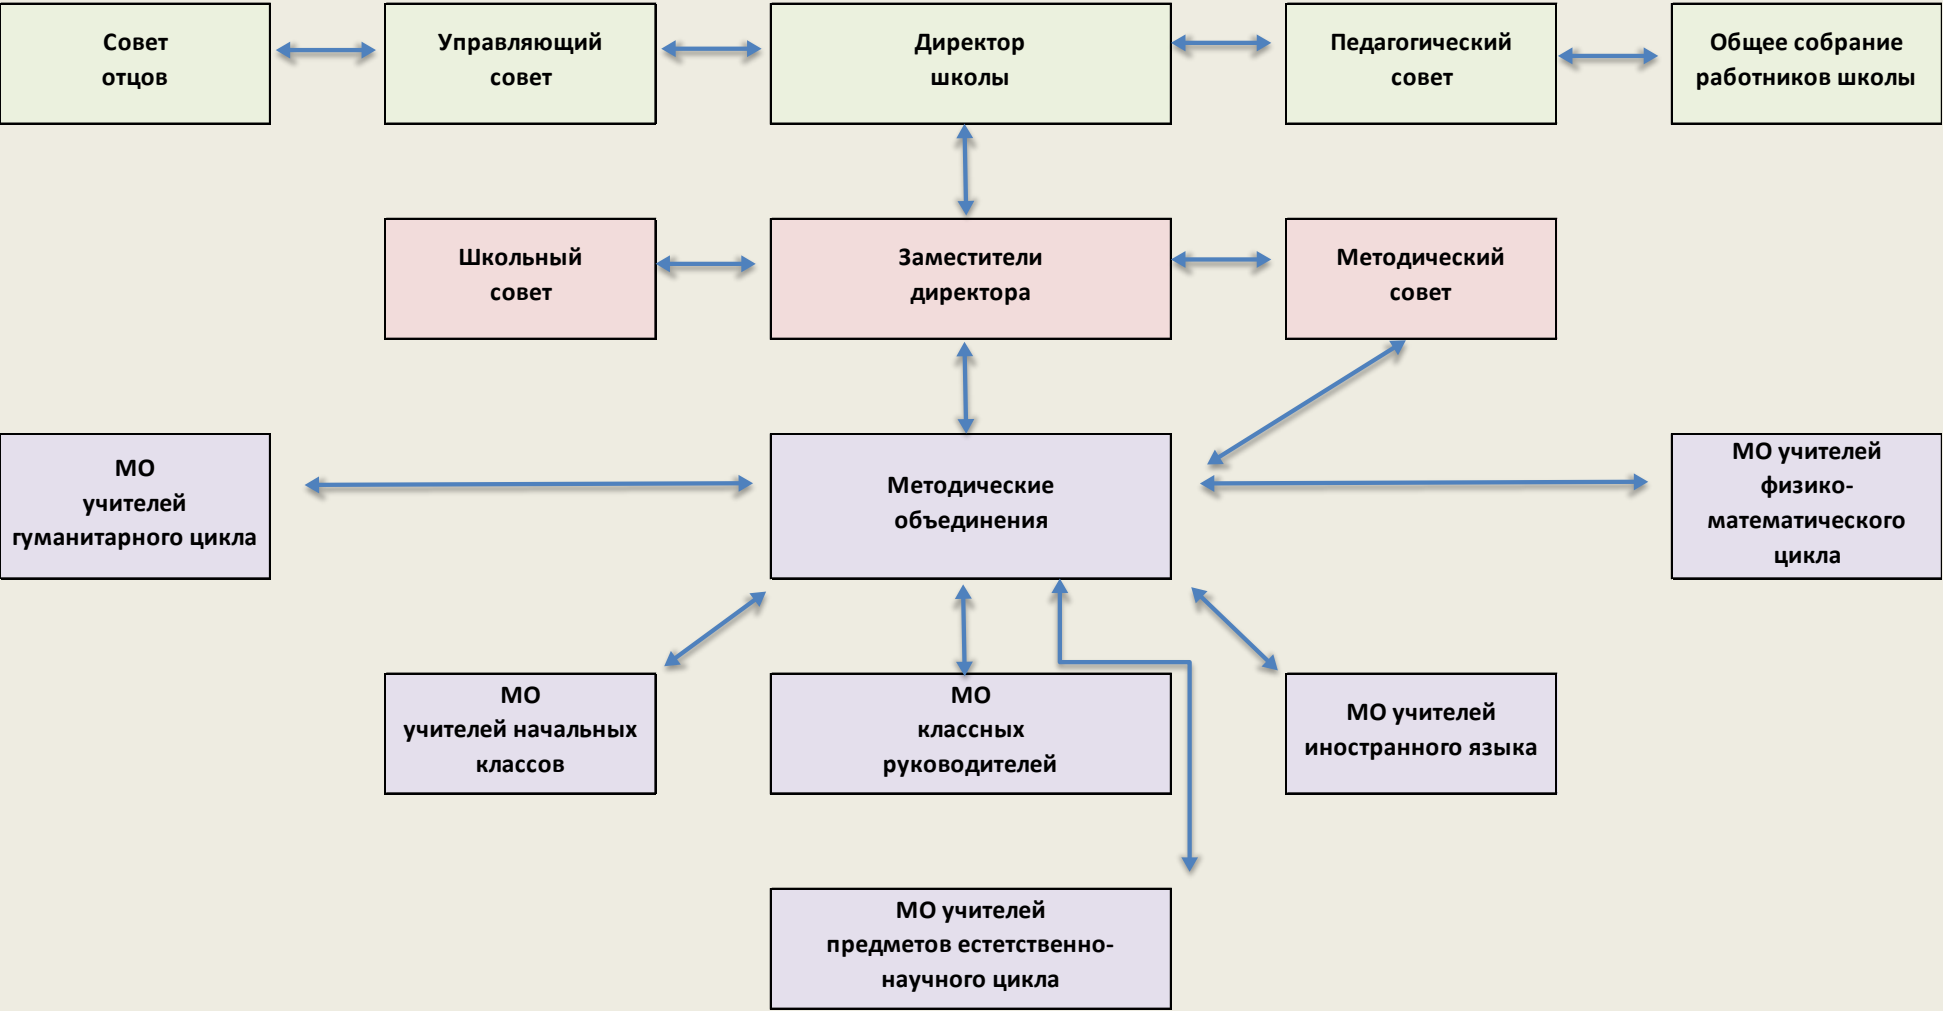 Совет
отцов
Управляющий
совет
Директор
школы
Педагогический
совет
Общее собрание
работников школы
Школьный
совет
Заместители
директора
Методический
совет
МО
учителей
гуманитарного цикла
Методические
объединения
МО учителей
физико-
математического
цикла
МО
учителей начальных
классов
МО
классных
руководителей
МО учителей
иностранного языка
МО учителей
предметов естетственно-
научного цикла